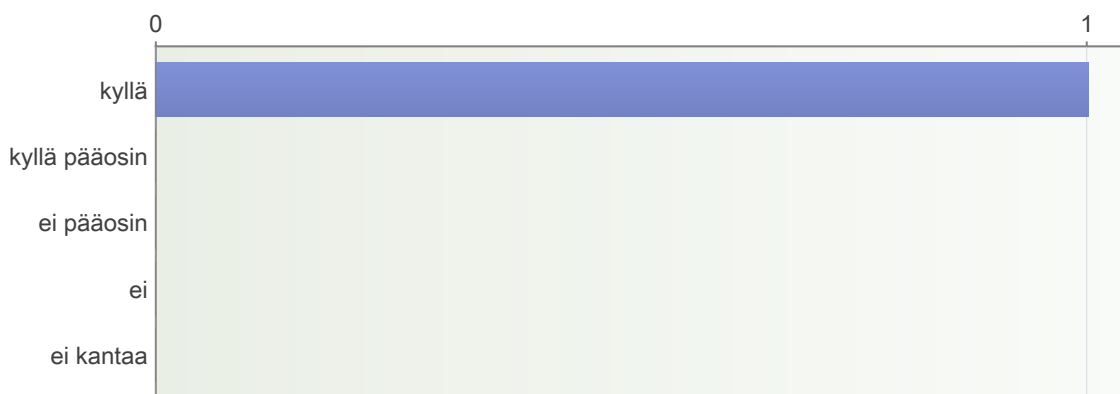 0 1
kyllä
kyllä pääosin
ei pääosin
ei
ei kantaa